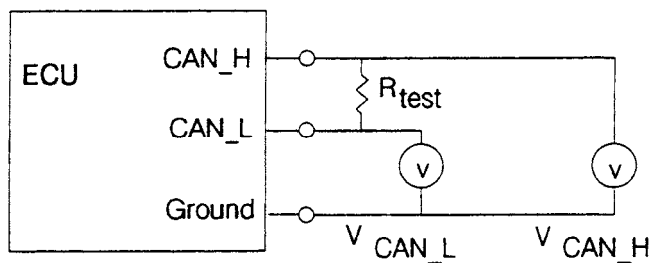 CAN_H
ECU
R test
CAN_L
V
V
Ground
V CAN_L
V CAN_H